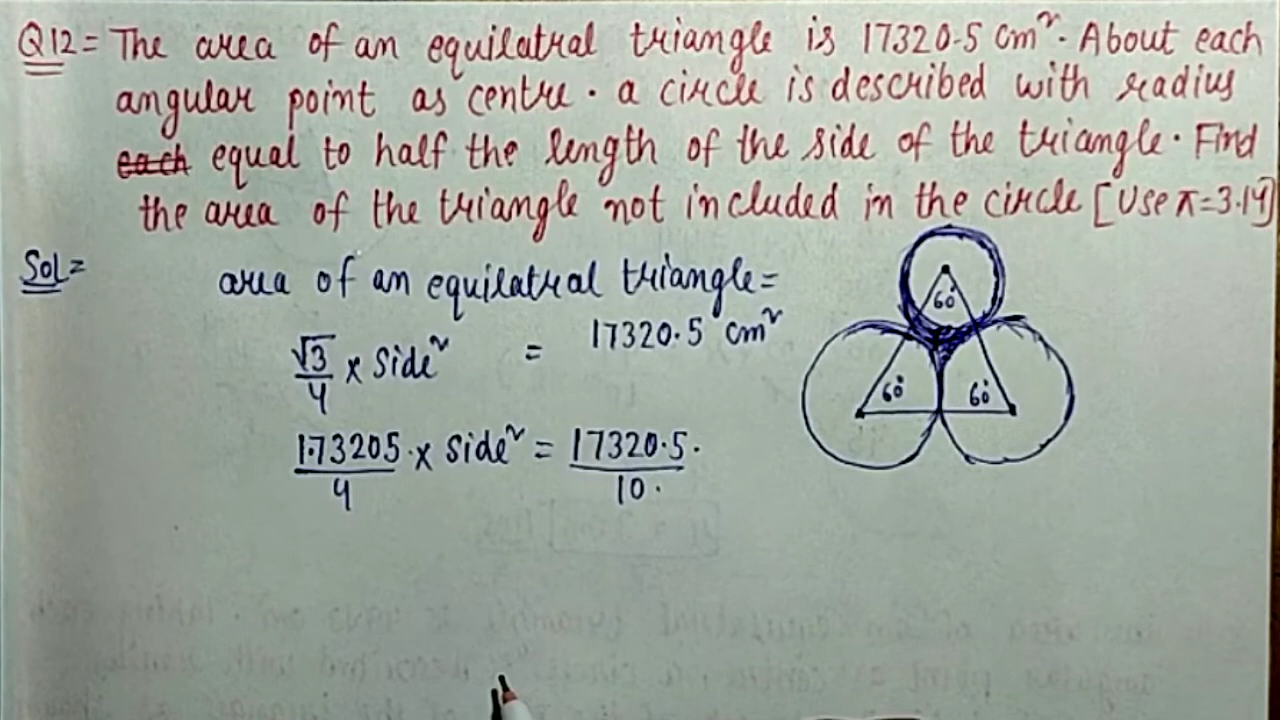 Q12= The area of an equilatral triangle is 17320.5 cm². About each
angular point as centre. a circle is described with radius
each equal to half the length of the side of the triangle. Find
the area of the triangle not included in the circle [Use π=3.14]
Sol=
area of an equilatral triangle=
√3/4 x Side² = 17320.5 cm²
1.73205/4 x Side² = 17320.5/10
60°
60° 60°